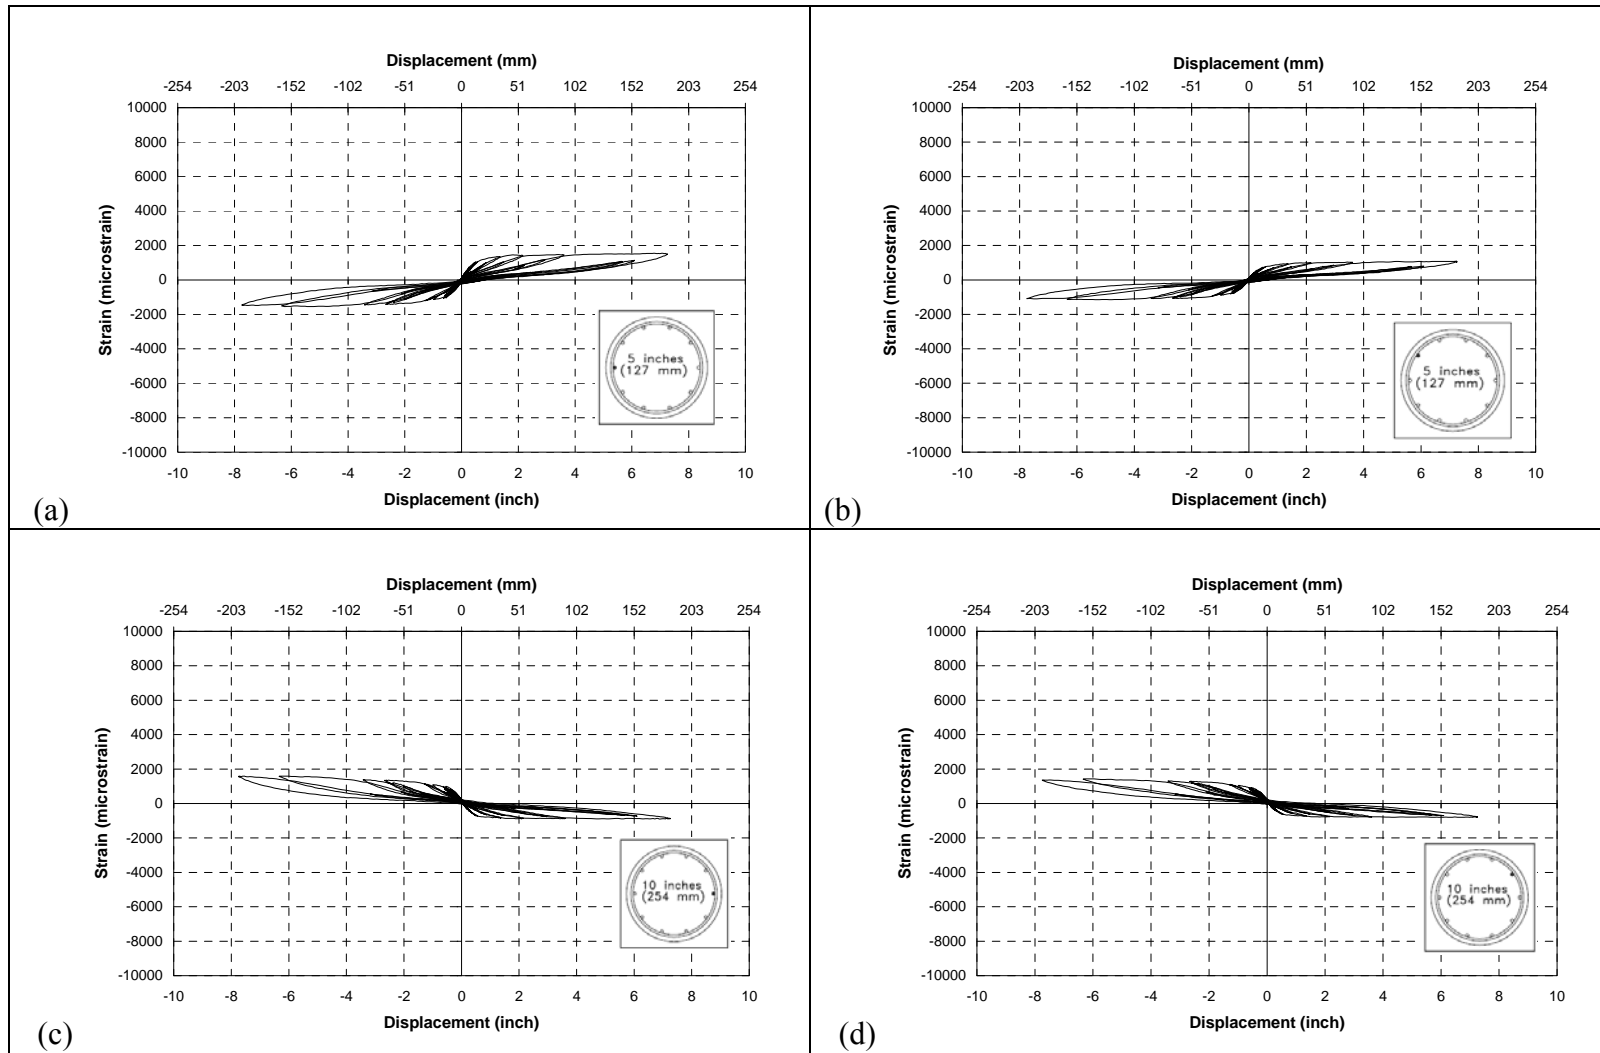 Displacement (mm)
-254 -203 -152 -102 -51 0 51 102 152 203 254
10000
8000
6000
4000
2000
0
-2000
-4000
-6000
-8000
-10000
Strain (microstrain)
5 inches
(127 mm)
-10 -8 -6 -4 -2 0 2 4 6 8 10
Displacement (inch)
(a)
Displacement (mm)
-254 -203 -152 -102 -51 0 51 102 152 203 254
10000
8000
6000
4000
2000
0
-2000
-4000
-6000
-8000
-10000
Strain (microstrain)
5 inches
(127 mm)
-10 -8 -6 -4 -2 0 2 4 6 8 10
Displacement (inch)
(b)
Displacement (mm)
-254 -203 -152 -102 -51 0 51 102 152 203 254
10000
8000
6000
4000
2000
0
-2000
-4000
-6000
-8000
-10000
Strain (microstrain)
10 inches
(254 mm)
-10 -8 -6 -4 -2 0 2 4 6 8 10
Displacement (inch)
(c)
Displacement (mm)
-254 -203 -152 -102 -51 0 51 102 152 203 254
10000
8000
6000
4000
2000
0
-2000
-4000
-6000
-8000
-10000
Strain (microstrain)
10 inches
(254 mm)
-10 -8 -6 -4 -2 0 2 4 6 8 10
Displacement (inch)
(d)